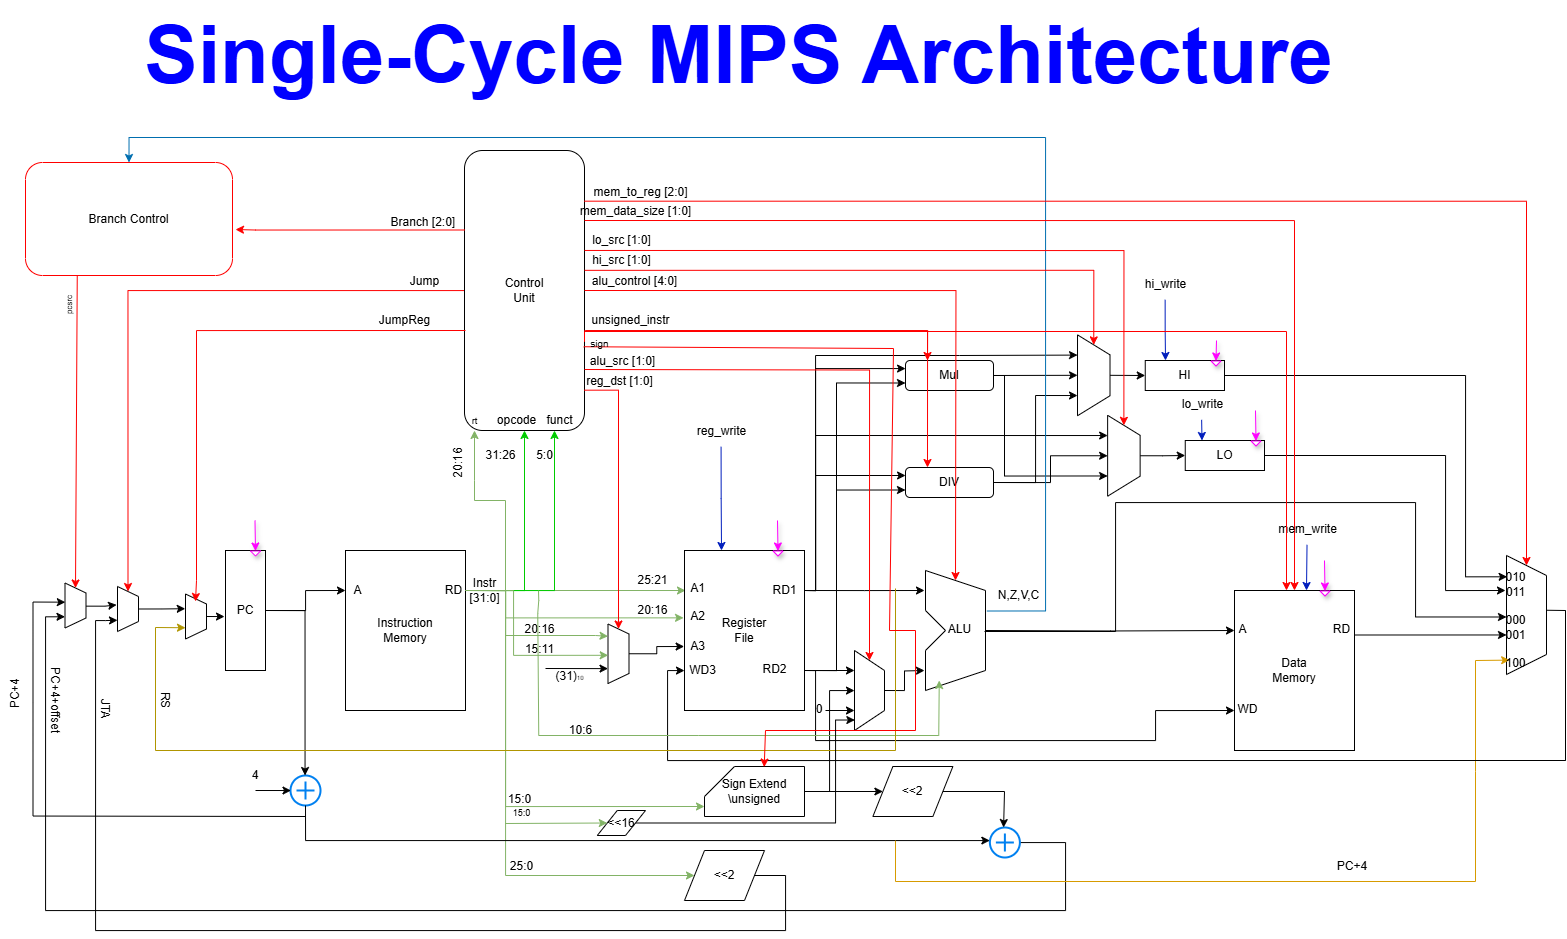 Single-Cycle MIPS Architecture
Branch Control
Branch [2:0]
Jump
JumpReg
pcsrc
Control
Unit
rt
opcode
funct
mem_to_reg [2:0]
mem_data_size [1:0]
lo_src [1:0]
hi_src [1:0]
alu_control [4:0]
unsigned_instr
sign
alu_src [1:0]
reg_dst [1:0]
hi_write
Mul
HI
lo_write
LO
DIV
20:16
31:26
5:0
reg_write
mem_write
PC
A
RD
Instruction
Memory
Instr
[31:0]
25:21
20:16
20:16
15:11
(31)₁₀
A1
A2
A3
WD3
RD1
RD2
Register
File
N,Z,V,C
ALU
0
A
RD
Data
Memory
WD
010
011
000
001
100
PC+4
PC+4+offset
JTA
RS
10:6
4
15:0
15:0
<<16
Sign Extend
\unsigned
<<2
25:0
<<2
PC+4